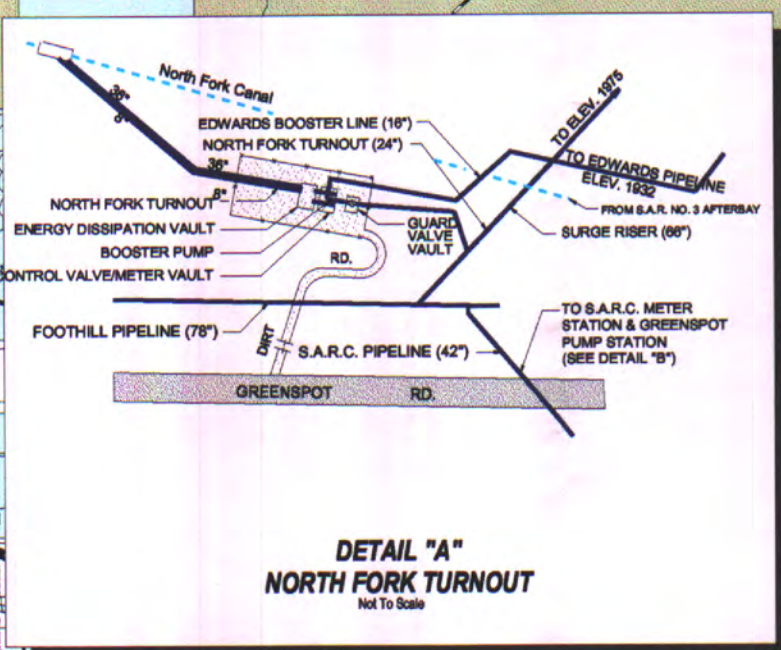 North Fork Canal
36"
8"
EDWARDS BOOSTER LINE (16")
NORTH FORK TURNOUT (24")
TO ELEV. 1975
TO EDWARDS PIPELINE
ELEV. 1932
36"
8"
NORTH FORK TURNOUT
FROM S.A.R. NO. 3 AFTERBAY
ENERGY DISSIPATION VAULT
GUARD
VALVE
VAULT
SURGE RISER (66")
BOOSTER PUMP
RD.
CONTROL VALVE/METER VAULT
TO S.A.R.C. METER
STATION & GREENSPOT
PUMP STATION
(SEE DETAIL "B")
FOOTHILL PIPELINE (78")
DIRT
S.A.R.C. PIPELINE (42")
GREENSPOT RD.
DETAIL "A"
NORTH FORK TURNOUT
Not To Scale